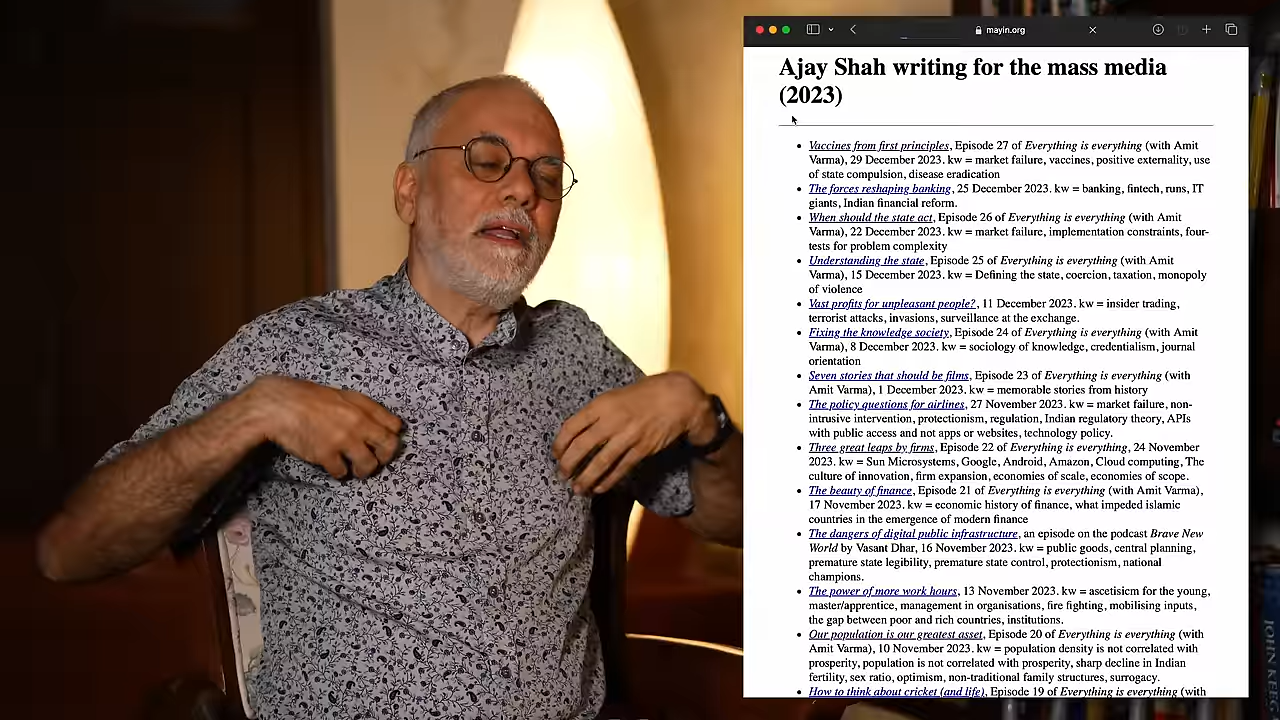 mayin.org
Ajay Shah writing for the mass media
(2023)
Vaccines from first principles, Episode 27 of Everything is everything (with Amit
Varma), 29 December 2023. kw = market failure, vaccines, positive externality, use
of state compulsion, disease eradication
The forces reshaping banking, 25 December 2023. kw = banking, fintech, runs, IT
giants, Indian financial reform.
When should the state act, Episode 26 of Everything is everything (with Amit
Varma), 22 December 2023. kw = market failure, implementation constraints, four-
tests for problem complexity
Understanding the state, Episode 25 of Everything is everything (with Amit
Varma), 15 December 2023. kw = Defining the state, coercion, taxation, monopoly
of violence
Vast profits for unpleasant people?, 11 December 2023. kw = insider trading,
terrorist attacks, invasions, surveillance at the exchange.
Fixing the knowledge society, Episode 24 of Everything is everything (with Amit
Varma), 8 December 2023. kw = sociology of knowledge, credentialism, journal
orientation
Seven stories that should be films, Episode 23 of Everything is everything (with
Amit Varma), 1 December 2023. kw = memorable stories from history
The policy questions for airlines, 27 November 2023. kw = market failure, non-
intrusive intervention, protectionism, regulation, Indian regulatory theory, APIs
with public access and not apps or websites, technology policy.
Three great leaps by firms, Episode 22 of Everything is everything, 24 November
2023. kw = Sun Microsystems, Google, Android, Amazon, Cloud computing, The
culture of innovation, firm expansion, economies of scale, economies of scope.
The beauty of finance, Episode 21 of Everything is everything (with Amit Varma),
17 November 2023. kw = economic history of finance, what impeded islamic
countries in the emergence of modern finance
The dangers of digital public infrastructure, an episode on the podcast Brave New
World by Vasant Dhar, 16 November 2023. kw = public goods, central planning,
premature state legibility, premature state control, protectionism, national
champions.
The power of more work hours, 13 November 2023. kw = ascetisicm for the young,
master/apprentice, management in organisations, fire fighting, mobilising inputs,
the gap between poor and rich countries, institutions.
Our population is our greatest asset, Episode 20 of Everything is everything (with
Amit Varma), 10 November 2023. kw = population density is not correlated with
prosperity, population is not correlated with prosperity, sharp decline in Indian
fertility, sex ratio, optimism, non-traditional family structures, surrogacy.
How to think about cricket (and life), Episode 19 of Everything is everything (with
JOHN